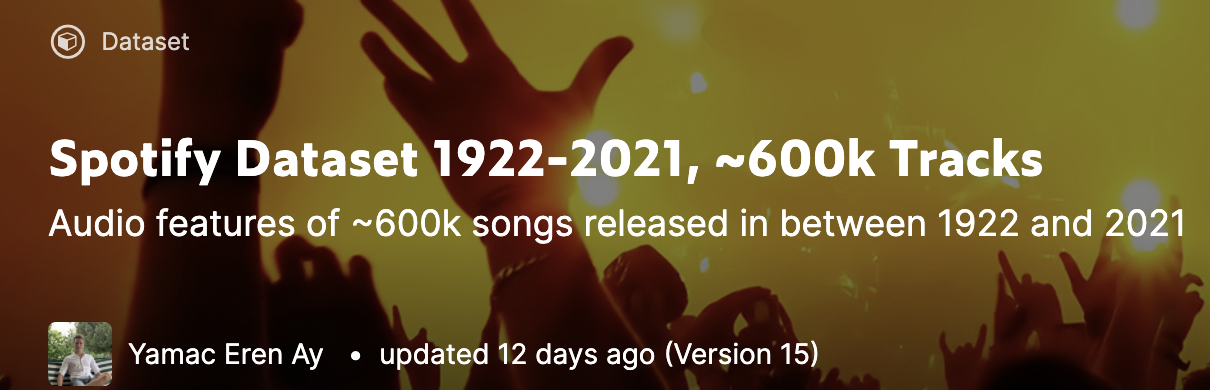 Dataset
Spotify Dataset 1922-2021, ~600k Tracks
Audio features of ~600k songs released in between 1922 and 2021
Yamac Eren Ay • updated 12 days ago (Version 15)